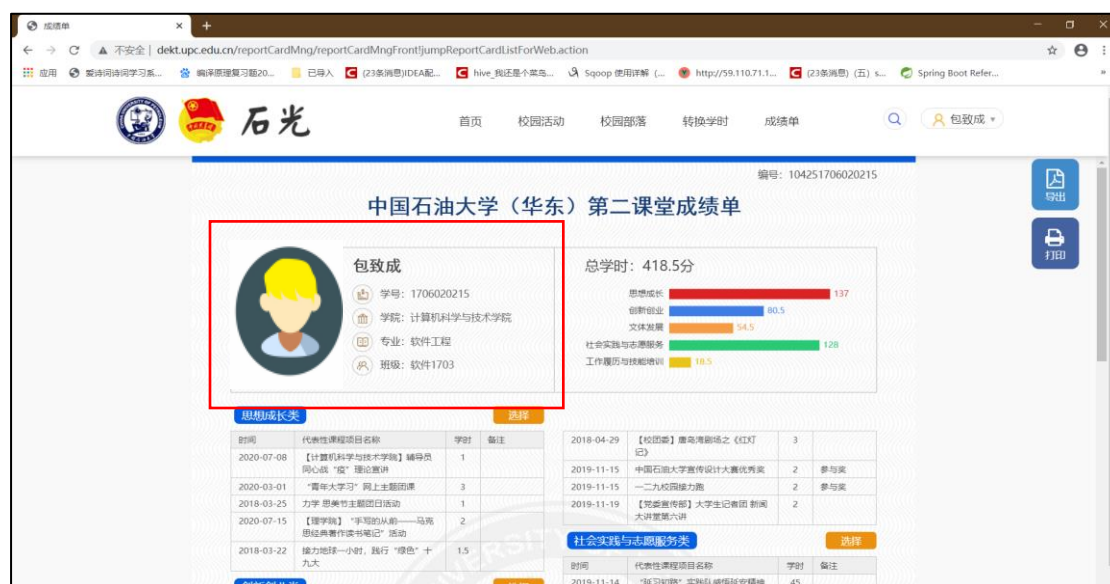 成绩单
不安全 | dekt.upc.edu.cn/reportCardMng/reportCardMngFront!jumpReportCardListForWeb.action
应用 爱诗词诗词学习系... 编译原理复习题20... 已导入 (23条消息)IDEA配... hive_我还是个菜鸟... Sqoop 使用详解 (... http://59.110.71.1... (23条消息) (五) s... Spring Boot Refer...
石光 首页 校园活动 校园部落 转换学时 成绩单 包致成
编号：104251706020215
导出
打印
中国石油大学（华东）第二课堂成绩单
包致成
学号：1706020215
学院：计算机科学与技术学院
专业：软件工程
班级：软件1703
总学时：418.5分
思想成长 137
创新创业 80.5
文体发展 54.5
社会实践与志愿服务 128
工作履历与技能培训 18.5
思想成长类 选择
时间 代表性课程项目名称 学时 备注
2020-07-08 【计算机科学与技术学院】辅导员 1
同心战“疫”理论宣讲
2020-03-01 “青年大学习”网上主题团课 3
2018-03-25 力学 思美节主题团日活动 1
2020-07-15 【理学院】“手写的从前——马克 2
思经典著作读书笔记”活动
2018-03-22 接力地球一小时，践行“绿色”十 1.5
九大
2018-04-29 【校团委】唐岛湾剧场之《红灯 3
记》
2019-11-15 中国石油大学宣传设计大赛优秀奖 2 参与奖
2019-11-15 一二九校园接力跑 2 参与奖
2019-11-19 【党委宣传部】大学生记者团 新闻 2
大讲堂第六讲
社会实践与志愿服务类 选择
时间 代表性课程项目名称 学时 备注
2019-11-14 45